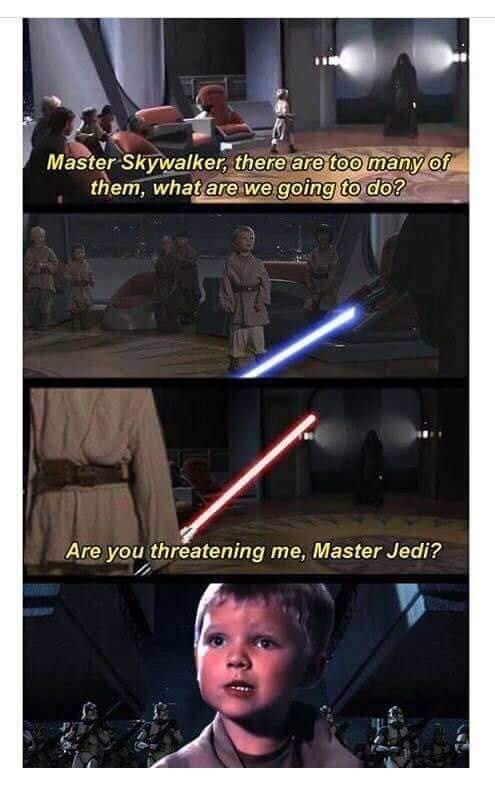 Master Skywalker, there are too many of
them, what are we going to do?
Are you threatening me, Master Jedi?